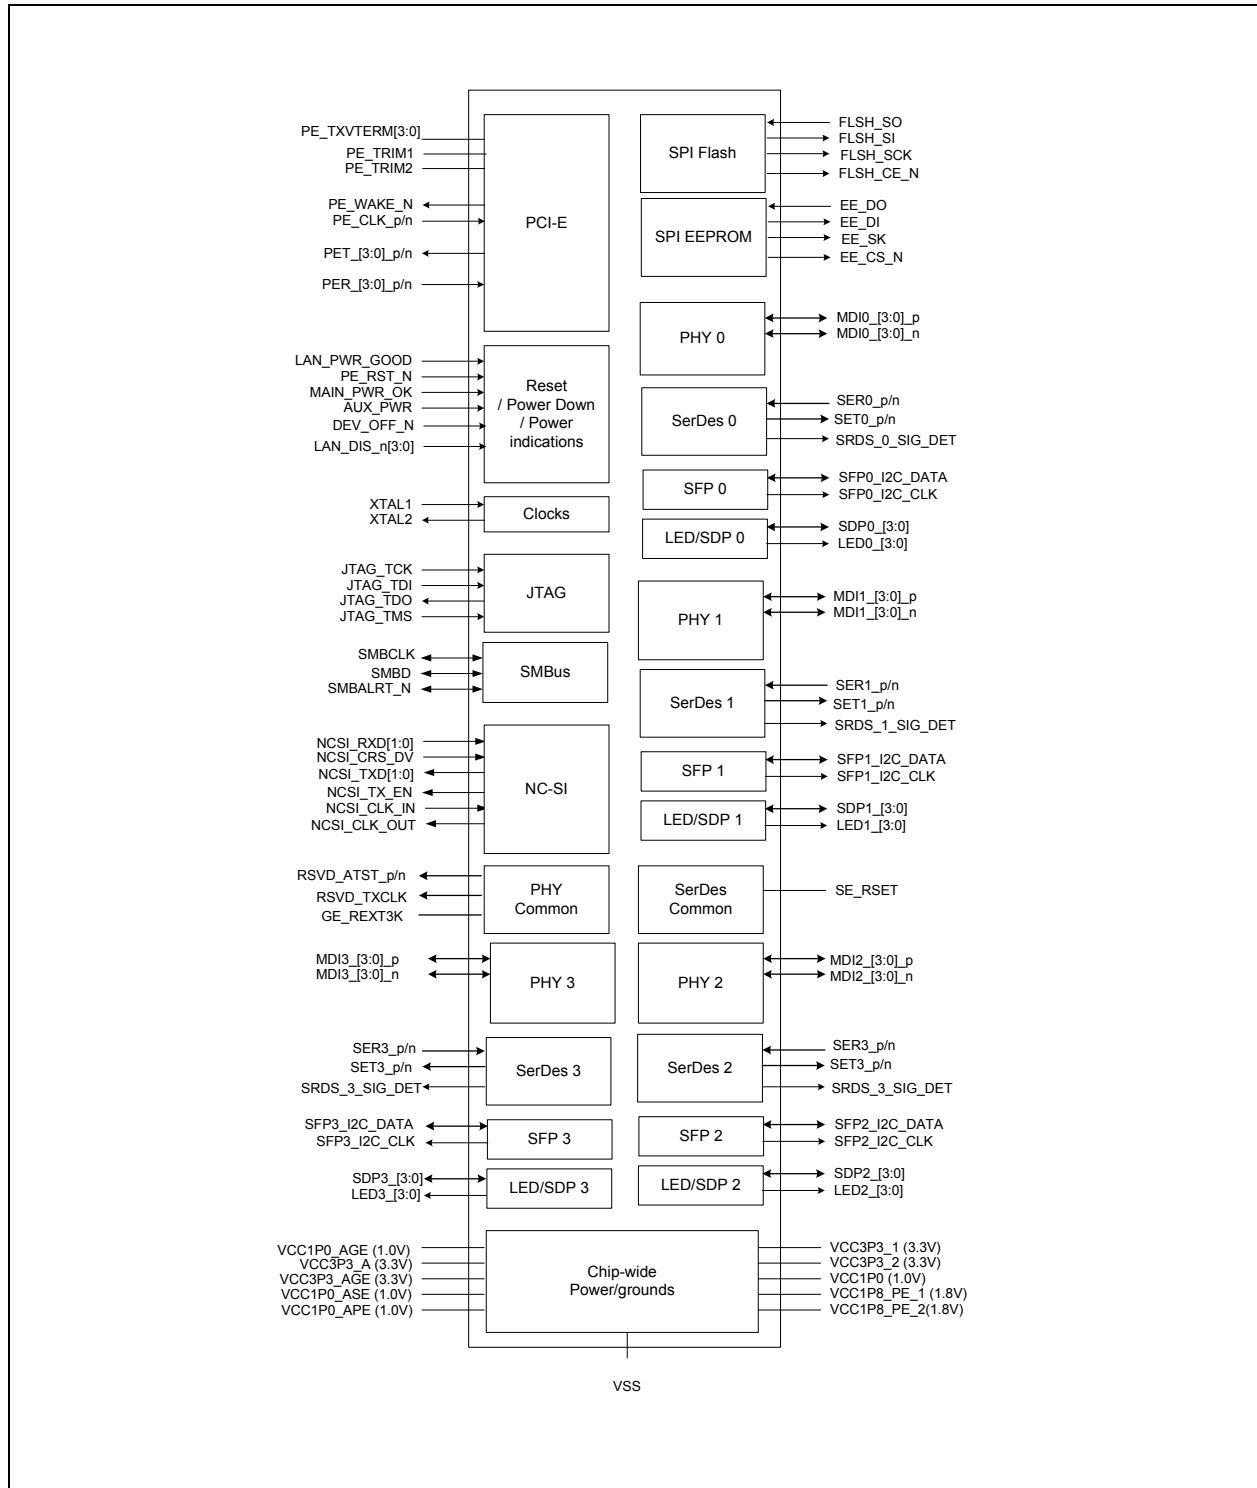 PE_TXVTERM[3:0]
PE_TRIM1
PE_TRIM2
PE_WAKE_N
PE_CLK_p/n
PET_[3:0]_p/n
PER_[3:0]_p/n
PCI-E
LAN_PWR_GOOD
PE_RST_N
MAIN_PWR_OK
AUX_PWR
DEV_OFF_N
LAN_DIS_n[3:0]
Reset
/ Power Down
/ Power
indications
XTAL1
XTAL2
Clocks
JTAG_TCK
JTAG_TDI
JTAG_TDO
JTAG_TMS
JTAG
SMBCLK
SMBD
SMBALRT_N
SMBus
NCSI_RXD[1:0]
NCSI_CRS_DV
NCSI_TXD[1:0]
NCSI_TX_EN
NCSI_CLK_IN
NCSI_CLK_OUT
NC-SI
RSVD_ATST_p/n
RSVD_TXCLK
GE_REXT3K
PHY
Common
MDI3_[3:0]_p
MDI3_[3:0]_n
PHY 3
SER3_p/n
SET3_p/n
SRDS_3_SIG_DET
SerDes 3
SFP3_I2C_DATA
SFP3_I2C_CLK
SFP 3
SDP3_[3:0]
LED3_[3:0]
LED/SDP 3
SPI Flash
FLSH_SO
FLSH_SI
FLSH_SCK
FLSH_CE_N
SPI EEPROM
EE_DO
EE_DI
EE_SK
EE_CS_N
PHY 0
MDI0_[3:0]_p
MDI0_[3:0]_n
SerDes 0
SER0_p/n
SET0_p/n
SRDS_0_SIG_DET
SFP 0
SFP0_I2C_DATA
SFP0_I2C_CLK
LED/SDP 0
SDP0_[3:0]
LED0_[3:0]
PHY 1
MDI1_[3:0]_p
MDI1_[3:0]_n
SerDes 1
SER1_p/n
SET1_p/n
SRDS_1_SIG_DET
SFP 1
SFP1_I2C_DATA
SFP1_I2C_CLK
LED/SDP 1
SDP1_[3:0]
LED1_[3:0]
SerDes
Common
SE_RSET
PHY 2
MDI2_[3:0]_p
MDI2_[3:0]_n
SerDes 2
SER3_p/n
SET3_p/n
SRDS_3_SIG_DET
SFP 2
SFP2_I2C_DATA
SFP2_I2C_CLK
LED/SDP 2
SDP2_[3:0]
LED2_[3:0]
VCC1P0_AGE (1.0V)
VCC3P3_A (3.3V)
VCC3P3_AGE (3.3V)
VCC1P0_ASE (1.0V)
VCC1P0_APE (1.0V)
Chip-wide
Power/grounds
VCC3P3_1 (3.3V)
VCC3P3_2 (3.3V)
VCC1P0 (1.0V)
VCC1P8_PE_1 (1.8V)
VCC1P8_PE_2(1.8V)
VSS